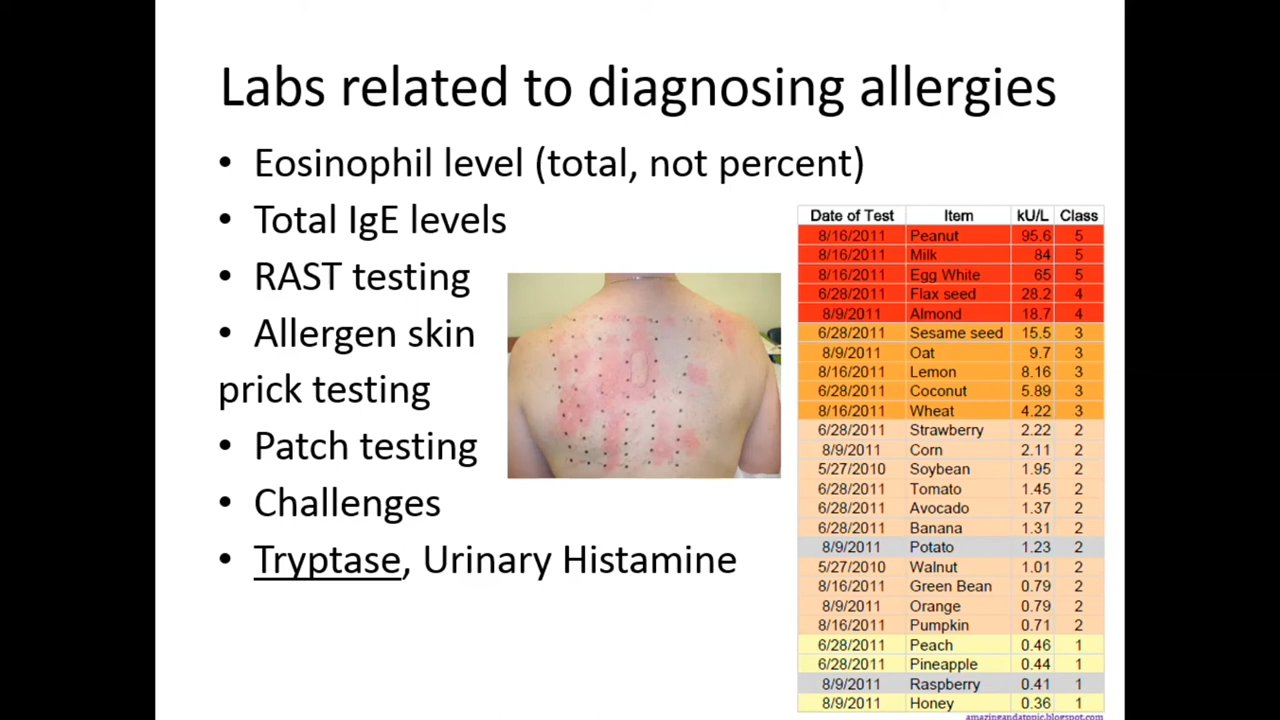 Labs related to diagnosing allergies
• Eosinophil level (total, not percent)
• Total IgE levels
• RAST testing
• Allergen skin
prick testing
• Patch testing
• Challenges
• Tryptase, Urinary Histamine
Date of Test Item kU/L Class
8/16/2011 Peanut 95.6 5
8/16/2011 Milk 84 5
8/16/2011 Egg White 65 5
6/28/2011 Flax seed 28.2 4
8/9/2011 Almond 18.7 4
6/28/2011 Sesame seed 15.5 3
8/9/2011 Oat 9.7 3
8/16/2011 Lemon 8.16 3
6/28/2011 Coconut 5.89 3
8/16/2011 Wheat 4.22 3
6/28/2011 Strawberry 2.22 2
8/9/2011 Corn 2.11 2
5/27/2010 Soybean 1.95 2
6/28/2011 Tomato 1.45 2
6/28/2011 Avocado 1.37 2
6/28/2011 Banana 1.31 2
8/9/2011 Potato 1.23 2
5/27/2010 Walnut 1.01 2
8/16/2011 Green Bean 0.79 2
8/9/2011 Orange 0.79 2
8/16/2011 Pumpkin 0.71 2
6/28/2011 Peach 0.46 1
6/28/2011 Pineapple 0.44 1
8/9/2011 Raspberry 0.41 1
8/9/2011 Honey 0.36 1
amazingandatopic.blogspot.com